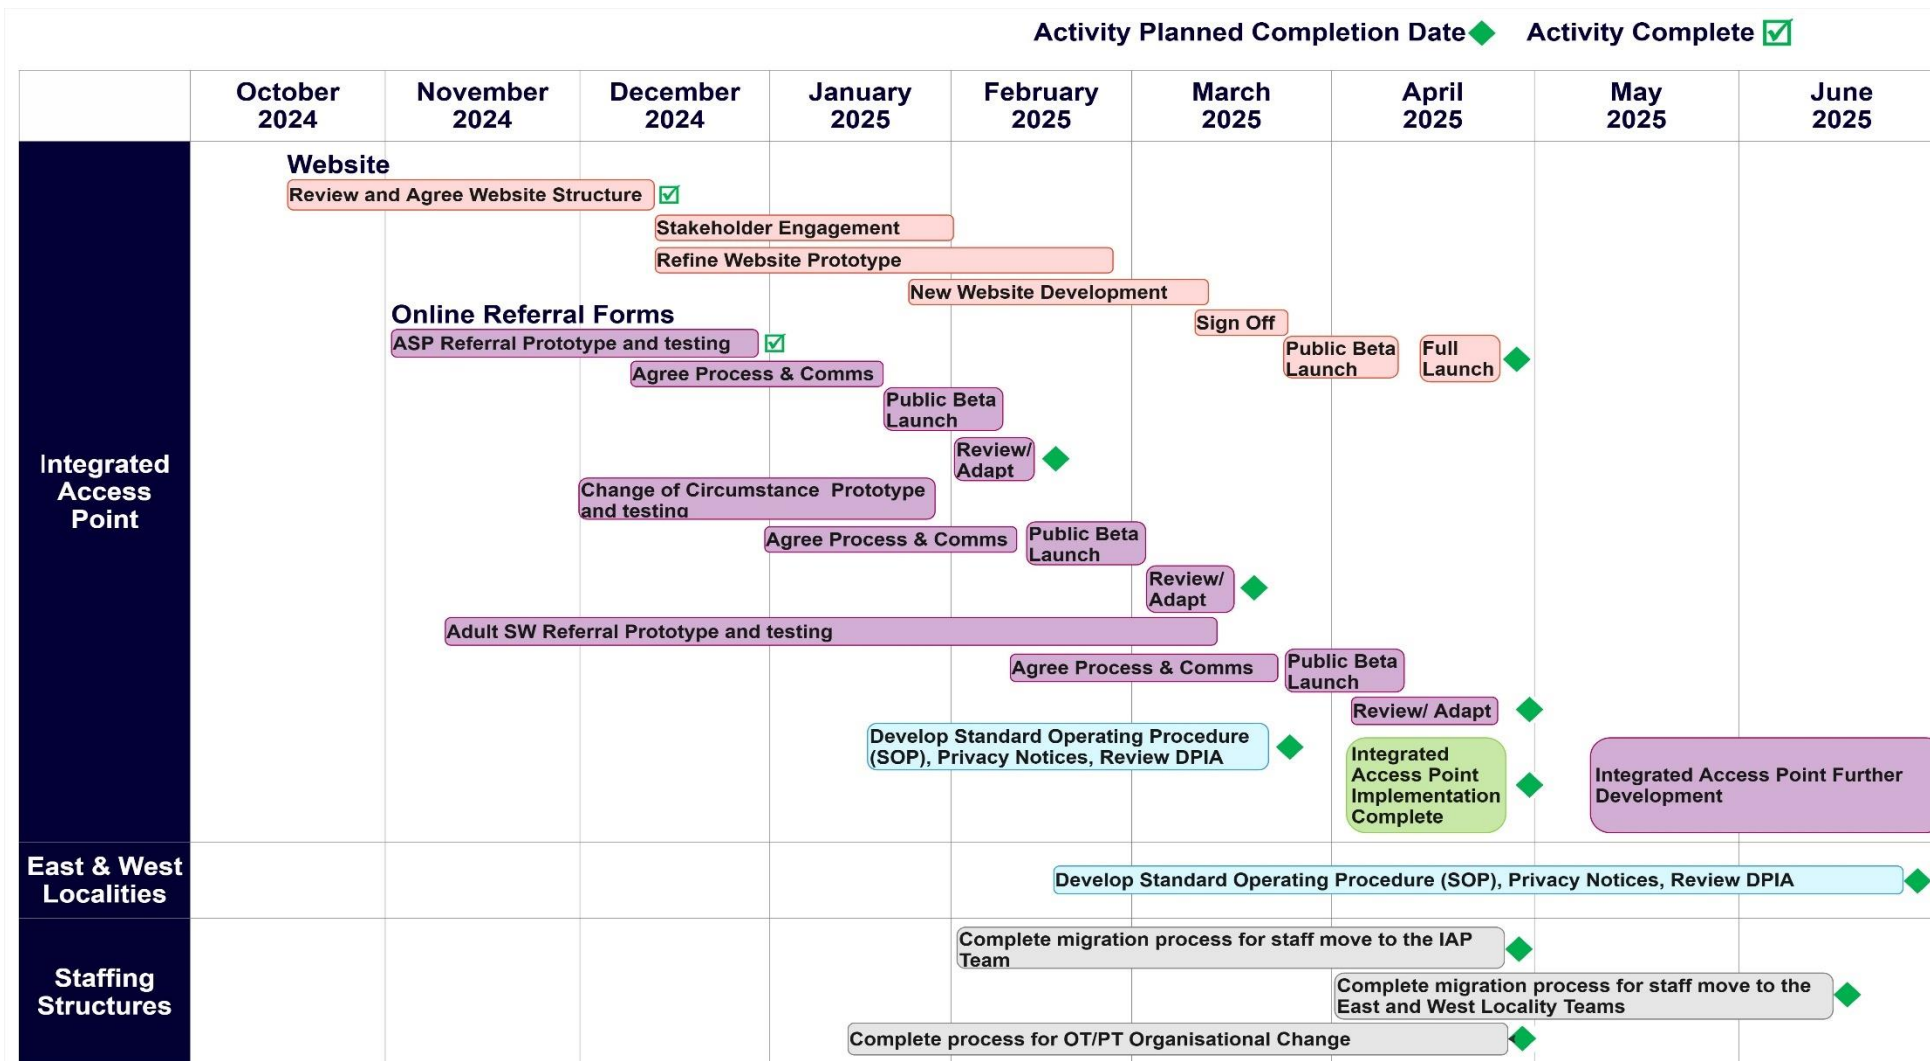 Activity Planned Completion Date
Activity Complete
October
2024
November
2024
December
2024
January
2025
February
2025
March
2025
April
2025
May
2025
June
2025
Integrated
Access
Point
Website
Review and Agree Website Structure
Stakeholder Engagement
Refine Website Prototype
New Website Development
Sign Off
Public Beta
Launch
Full
Launch
Online Referral Forms
ASP Referral Prototype and testing
Agree Process & Comms
Public Beta
Launch
Review/
Adapt
Change of Circumstance Prototype
and testing
Agree Process & Comms
Public Beta
Launch
Review/
Adapt
Adult SW Referral Prototype and testing
Agree Process & Comms
Public Beta
Launch
Review/ Adapt
Develop Standard Operating Procedure
(SOP), Privacy Notices, Review DPIA
Integrated
Access Point
Implementation
Complete
Integrated Access Point Further
Development
East & West
Localities
Develop Standard Operating Procedure (SOP), Privacy Notices, Review DPIA
Staffing
Structures
Complete migration process for staff move to the IAP
Team
Complete migration process for staff move to the
East and West Locality Teams
Complete process for OT/PT Organisational Change